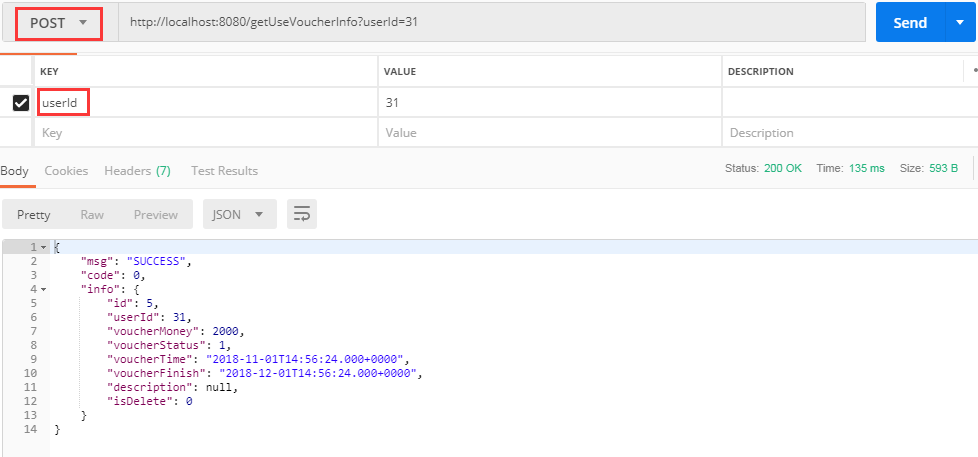 POST http://localhost:8080/getUseVoucherInfo?userId=31 Send
KEY VALUE DESCRIPTION
userId 31
Key Value Description
Body Cookies Headers (7) Test Results Status: 200 OK Time: 135 ms Size: 593 B
Pretty Raw Preview JSON
1 {
2 "msg": "SUCCESS",
3 "code": 0,
4 "info": {
5 "id": 5,
6 "userId": 31,
7 "voucherMoney": 2000,
8 "voucherStatus": 1,
9 "voucherTime": "2018-11-01T14:56:24.000+0000",
10 "voucherFinish": "2018-12-01T14:56:24.000+0000",
11 "description": null,
12 "isDelete": 0
13 }
14 }